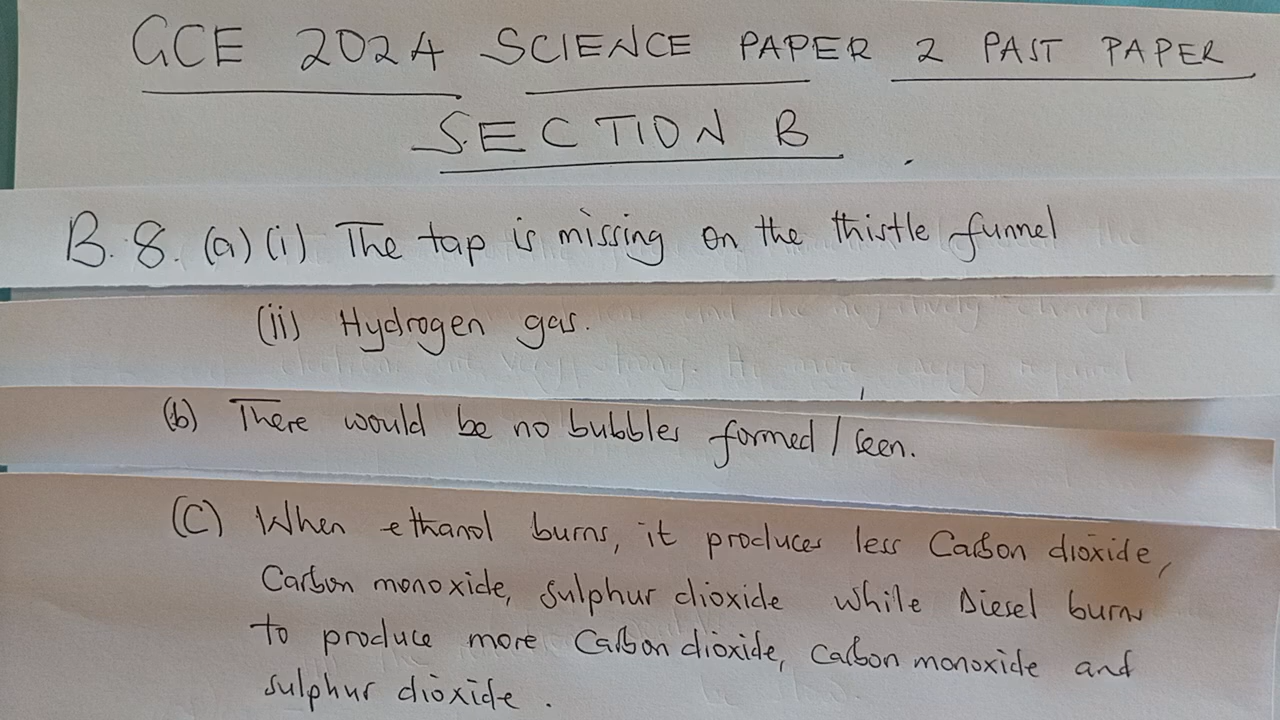 GCE 2024 SCIENCE PAPER 2 PAST PAPER
SECTION B
B. 8. (a) (i) The tap is missing on the thistle funnel
(ii) Hydrogen gas.
(b) There would be no bubbles formed / seen.
(C) When ethanol burns, it produces less Carbon dioxide,
Carbon monoxide, sulphur dioxide while Diesel burns
to produce more Carbon dioxide, carbon monoxide and
sulphur dioxide.